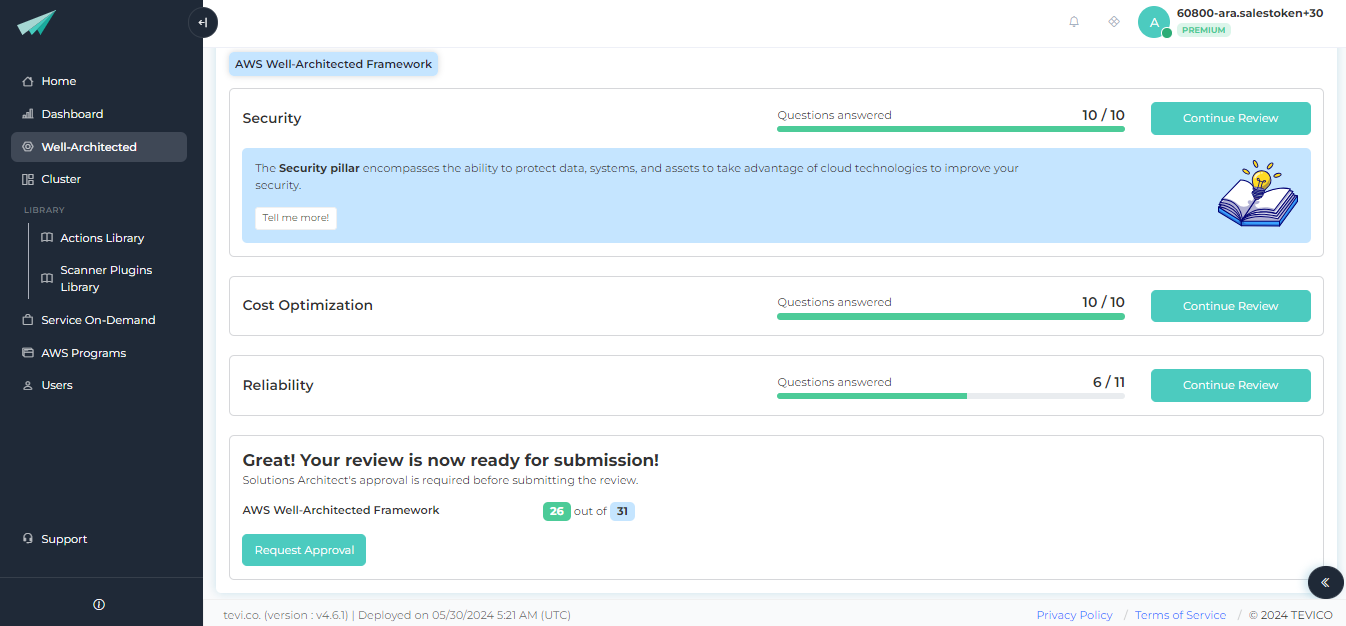 A
60800-ara.salestoken+30
PREMIUM
Home
Dashboard
Well-Architected
Cluster
LIBRARY
Actions Library
Scanner Plugins
Library
Service On-Demand
AWS Programs
Users
Support
AWS Well-Architected Framework
Security
Questions answered
10 / 10
Continue Review
The Security pillar encompasses the ability to protect data, systems, and assets to take advantage of cloud technologies to improve your
security.
Tell me more!
Cost Optimization
Questions answered
10 / 10
Continue Review
Reliability
Questions answered
6 / 11
Continue Review
Great! Your review is now ready for submission!
Solutions Architect's approval is required before submitting the review.
AWS Well-Architected Framework
26 out of 31
Request Approval
tevi.co. (version : v4.6.1) | Deployed on 05/30/2024 5:21 AM (UTC)
Privacy Policy / Terms of Service / © 2024 TEVICO